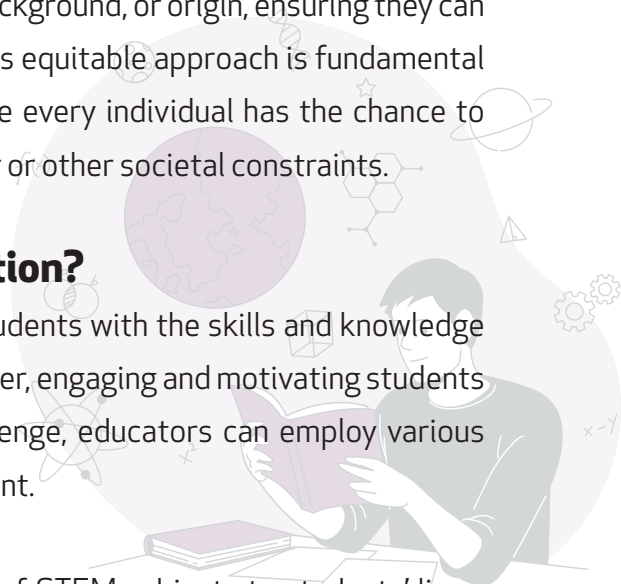 ckground, or origin, ensuring they can
s equitable approach is fundamental
e every individual has the chance to
or other societal constraints.
tion?
udents with the skills and knowledge
er, engaging and motivating students
enge, educators can employ various
nt.
of STEM subjects to students' li
x²
x-y